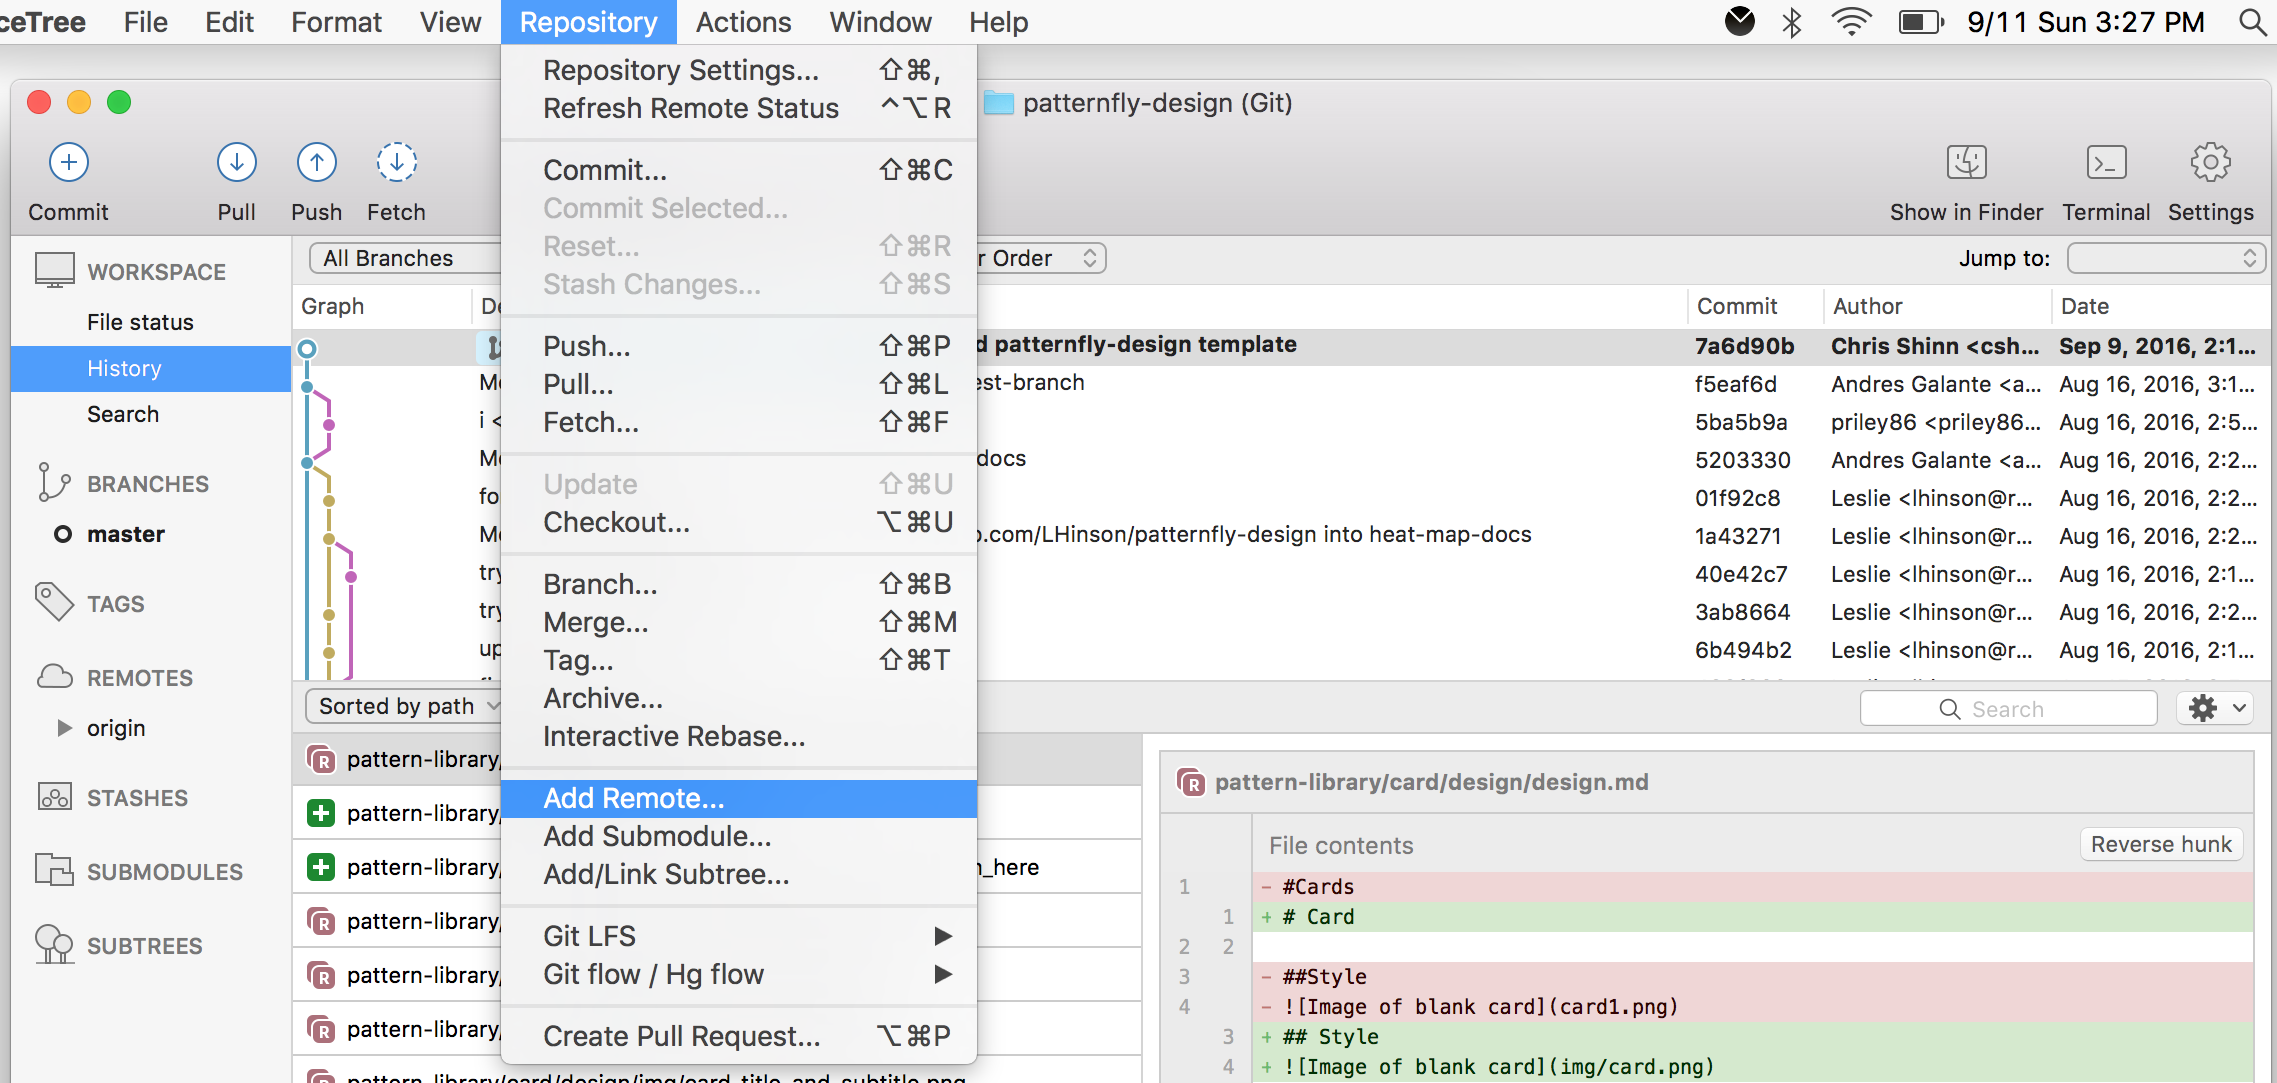 ceTree File Edit Format View Repository Actions Window Help 9/11 Sun 3:27 PM
patternfly-design (Git)
Commit Pull Push Fetch Show in Finder Terminal Settings
WORKSPACE
File status
History
Search
BRANCHES
master
TAGS
REMOTES
origin
STASHES
SUBMODULES
SUBTREES
Repository Settings... ⇧⌘,
Refresh Remote Status ^⌥R
Commit... ⇧⌘C
Commit Selected...
Reset... ⇧⌘R
Stash Changes... ⇧⌘S
Push... ⇧⌘P
Pull... ⇧⌘L
Fetch... ⇧⌘F
Update ⇧⌘U
Checkout... ⌥⌘U
Branch... ⇧⌘B
Merge... ⇧⌘M
Tag... ⇧⌘T
Archive...
Interactive Rebase...
Add Remote...
Add Submodule...
Add/Link Subtree...
Git LFS
Git flow / Hg flow
Create Pull Request... ⌥⌘P
All Branches r Order Jump to:
Graph De Commit Author Date
d patternfly-design template 7a6d90b Chris Shinn <csh... Sep 9, 2016, 2:1...
Me est-branch f5eaf6d Andres Galante <a... Aug 16, 2016, 3:1...
i < 5ba5b9a priley86 <priley86... Aug 16, 2016, 2:5...
Me docs 5203330 Andres Galante <a... Aug 16, 2016, 2:2...
fo 01f92c8 Leslie <lhinson@r... Aug 16, 2016, 2:2...
Me .com/LHinson/patternfly-design into heat-map-docs 1a43271 Leslie <lhinson@r... Aug 16, 2016, 2:2...
try 40e42c7 Leslie <lhinson@r... Aug 16, 2016, 2:1...
try 3ab8664 Leslie <lhinson@r... Aug 16, 2016, 2:2...
up 6b494b2 Leslie <lhinson@r... Aug 16, 2016, 2:1...
Sorted by path Search
pattern-library/
pattern-library/
pattern-library/ n_here
pattern-library/
pattern-library/
pattern-library/
pattern-library/card/design/img/card_title_and_subtitle.png
pattern-library/card/design/design.md
File contents Reverse hunk
1 - #Cards
1 + # Card
2 2
3 - ##Style
4 - ![Image of blank card](card1.png)
3 + ## Style
4 + ![Image of blank card](img/card.png)